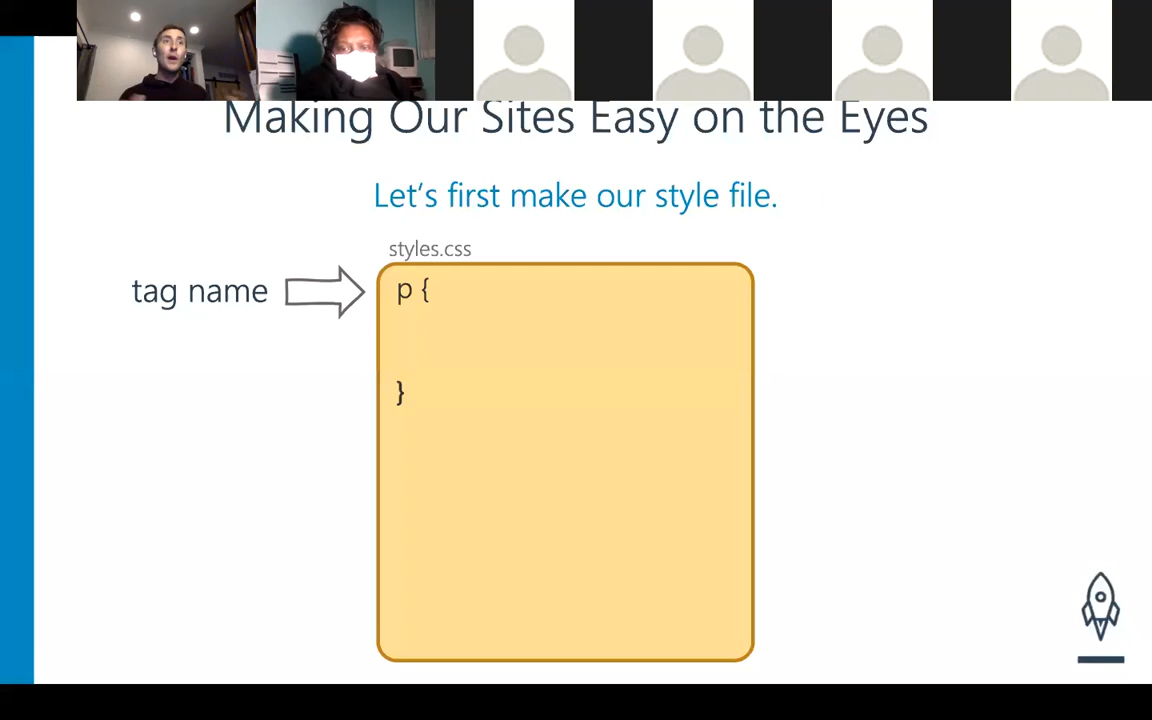 Making Our Sites Easy on the Eyes
Let's first make our style file.
styles.css
tag name
p {
}